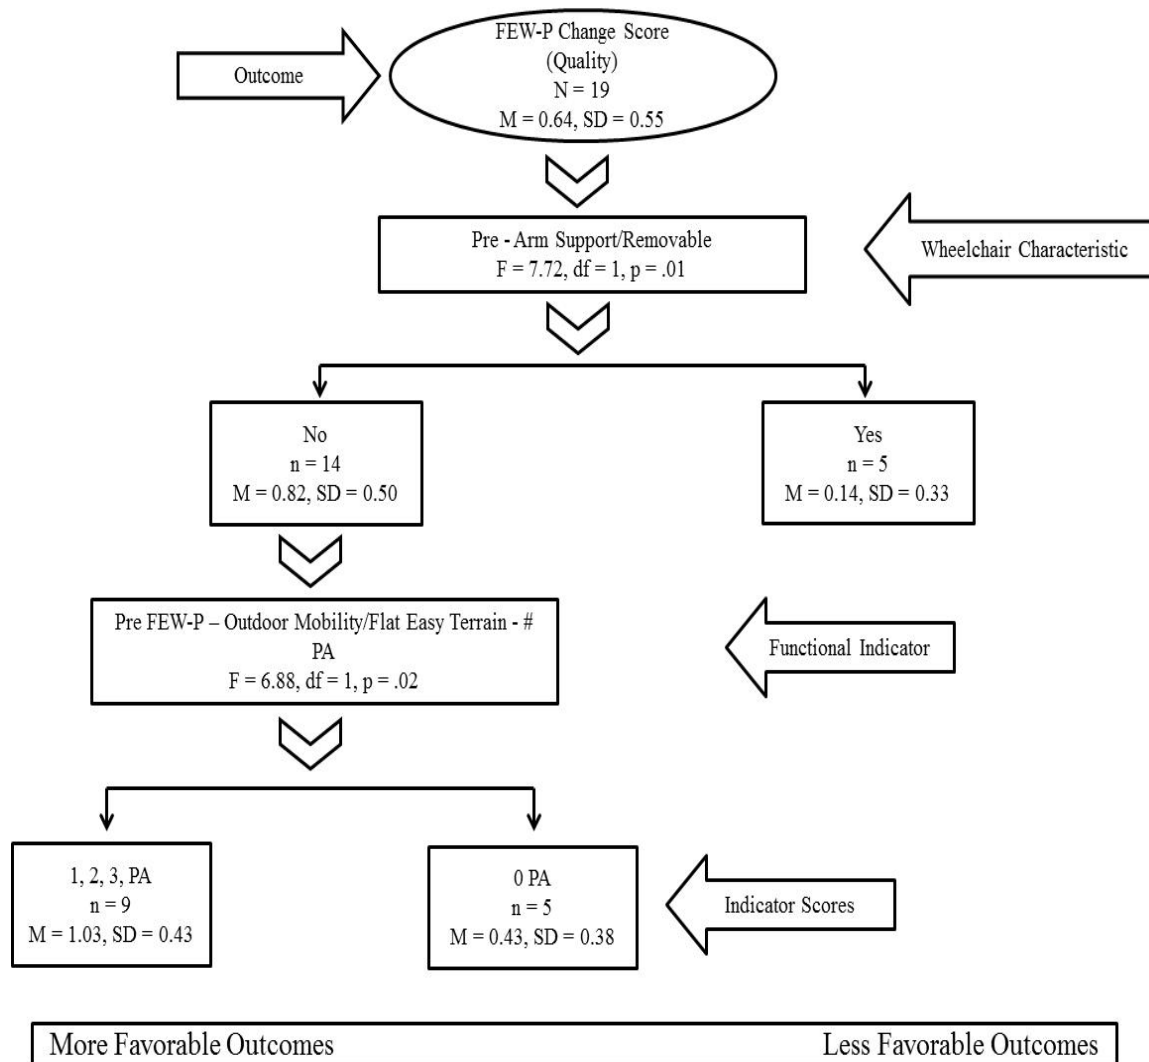 FEW-P Change Score
(Quality)
N = 19
M = 0.64, SD = 0.55
Outcome
Pre - Arm Support/Removable
F = 7.72, df = 1, p = .01
Wheelchair Characteristic
No
n = 14
M = 0.82, SD = 0.50
Yes
n = 5
M = 0.14, SD = 0.33
Pre FEW-P – Outdoor Mobility/Flat Easy Terrain - #
PA
F = 6.88, df = 1, p = .02
Functional Indicator
1, 2, 3, PA
n = 9
M = 1.03, SD = 0.43
0 PA
n = 5
M = 0.43, SD = 0.38
Indicator Scores
More Favorable Outcomes Less Favorable Outcomes